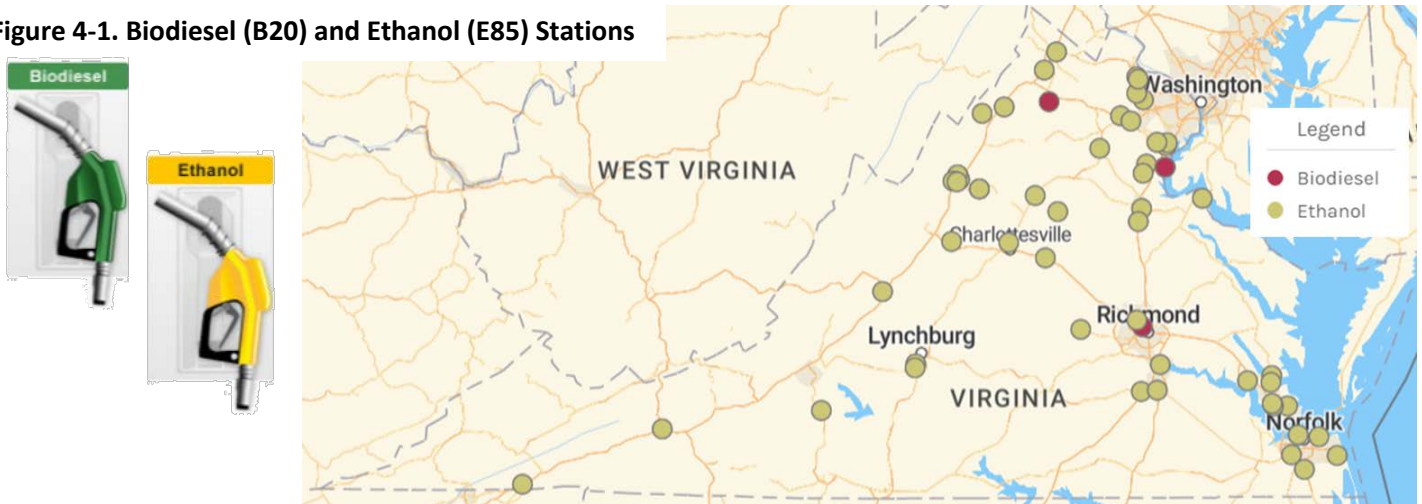 Figure 4-1. Biodiesel (B20) and Ethanol (E85) Stations
Biodiesel
Ethanol
Washington
Legend
Biodiesel
Ethanol
WEST VIRGINIA
Charlottesville
Richmond
Lynchburg
VIRGINIA
Norfolk